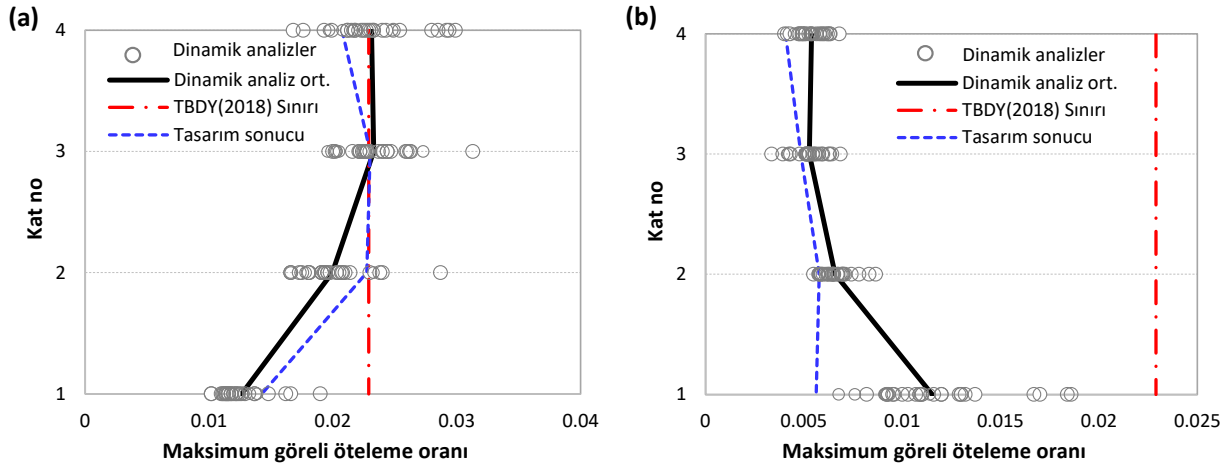 (a)
4
3
2
1
Kat no
Dinamik analizler
Dinamik analiz ort.
TBDY(2018) Sınırı
Tasarım sonucu
0
0.01
0.02
0.03
0.04
Maksimum göreli öteleme oranı
(b)
4
3
2
1
Kat no
Dinamik analizler
Dinamik analiz ort.
TBDY(2018) Sınırı
Tasarım sonucu
0
0.005
0.01
0.015
0.02
0.025
Maksimum göreli öteleme oranı